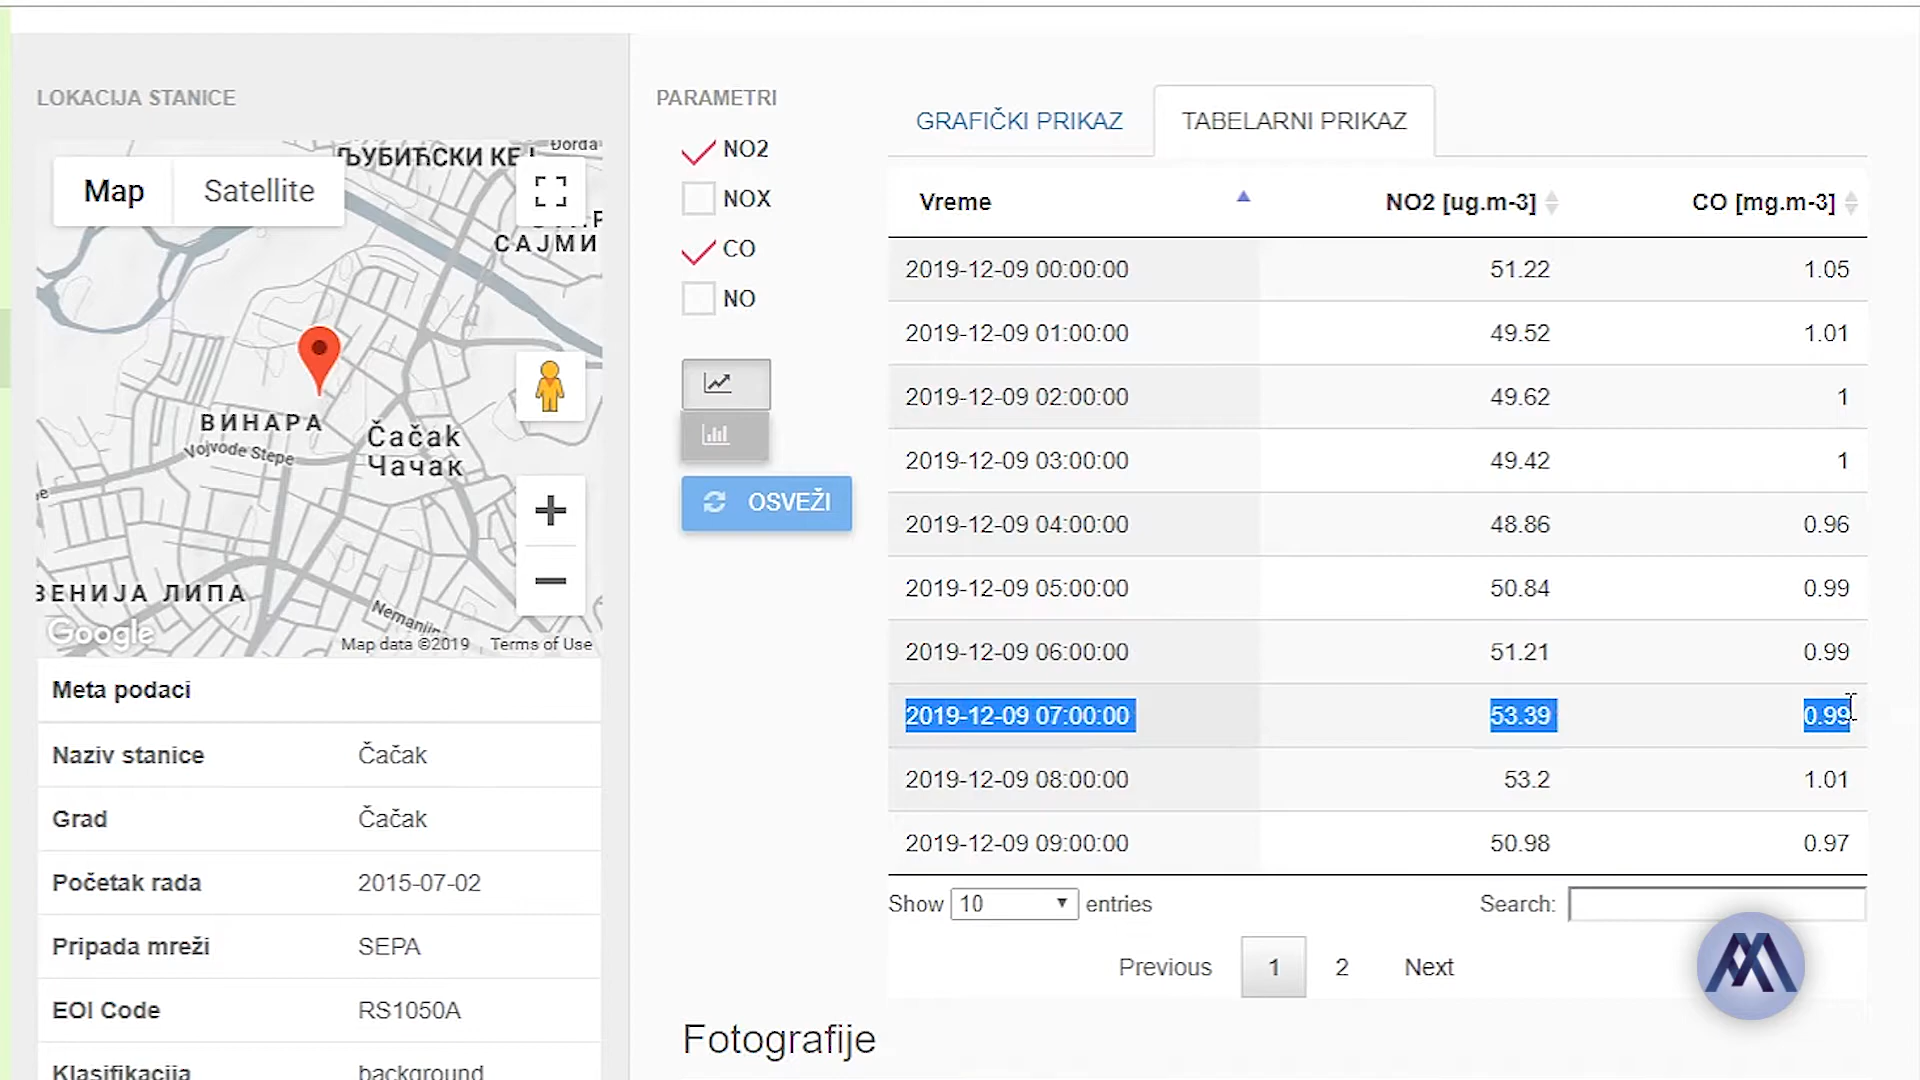 LOKACIJA STANICE
Map
Satellite
ЉУБИЋСКИ КЕ
Đorđa
САЈМИ
ВИНАРА
Vojvode Stepe
Čačak
Чачак
ВЕНИЈА ЛИПА
Nemanjin
Google
Map data ©2019
Terms of Use
Meta podaci
Naziv stanice Čačak
Grad Čačak
Početak rada 2015-07-02
Pripada mreži SEPA
EOI Code RS1050A
Klasifikacija background
PARAMETRI
NO2
NOX
CO
NO
OSVEŽI
GRAFIČKI PRIKAZ TABELARNI PRIKAZ
Vreme NO2 [ug.m-3] CO [mg.m-3]
2019-12-09 00:00:00 51.22 1.05
2019-12-09 01:00:00 49.52 1.01
2019-12-09 02:00:00 49.62 1
2019-12-09 03:00:00 49.42 1
2019-12-09 04:00:00 48.86 0.96
2019-12-09 05:00:00 50.84 0.99
2019-12-09 06:00:00 51.21 0.99
2019-12-09 07:00:00 53.39 0.99
2019-12-09 08:00:00 53.2 1.01
2019-12-09 09:00:00 50.98 0.97
Show 10 entries Search:
Previous 1 2 Next
Fotografije